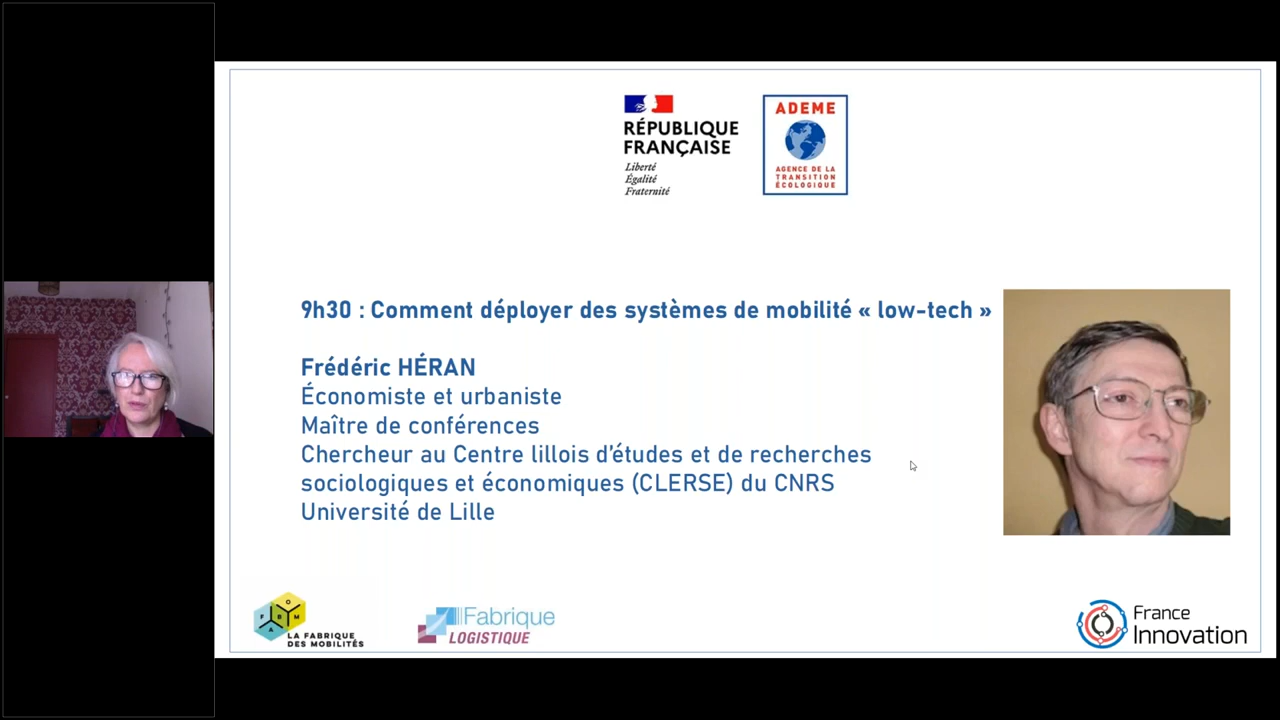 RÉPUBLIQUE
FRANÇAISE
Liberté
Égalité
Fraternité
ADEME
AGENCE DE LA
TRANSITION
ÉCOLOGIQUE
9h30 : Comment déployer des systèmes de mobilité « low-tech »
Frédéric HÉRAN
Économiste et urbaniste
Maître de conférences
Chercheur au Centre lillois d'études et de recherches
sociologiques et économiques (CLERSE) du CNRS
Université de Lille
F A B O M
LA FABRIQUE
DES MOBILITÉS
Fabrique
LOGISTIQUE
France
Innovation